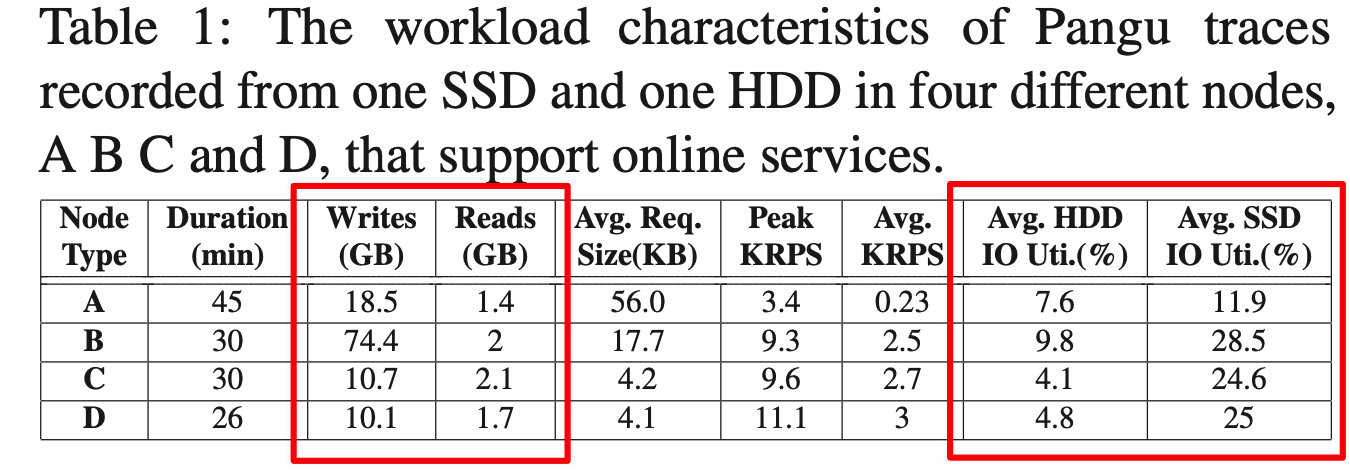 Table 1: The workload characteristics of Pangu traces
recorded from one SSD and one HDD in four different nodes,
A B C and D, that support online services.
Node Type | Duration (min) | Writes (GB) | Reads (GB) | Avg. Req. Size(KB) | Peak KRPS | Avg. KRPS | Avg. HDD IO Uti.(%) | Avg. SSD IO Uti.(%)
A | 45 | 18.5 | 1.4 | 56.0 | 3.4 | 0.23 | 7.6 | 11.9
B | 30 | 74.4 | 2 | 17.7 | 9.3 | 2.5 | 9.8 | 28.5
C | 30 | 10.7 | 2.1 | 4.2 | 9.6 | 2.7 | 4.1 | 24.6
D | 26 | 10.1 | 1.7 | 4.1 | 11.1 | 3 | 4.8 | 25